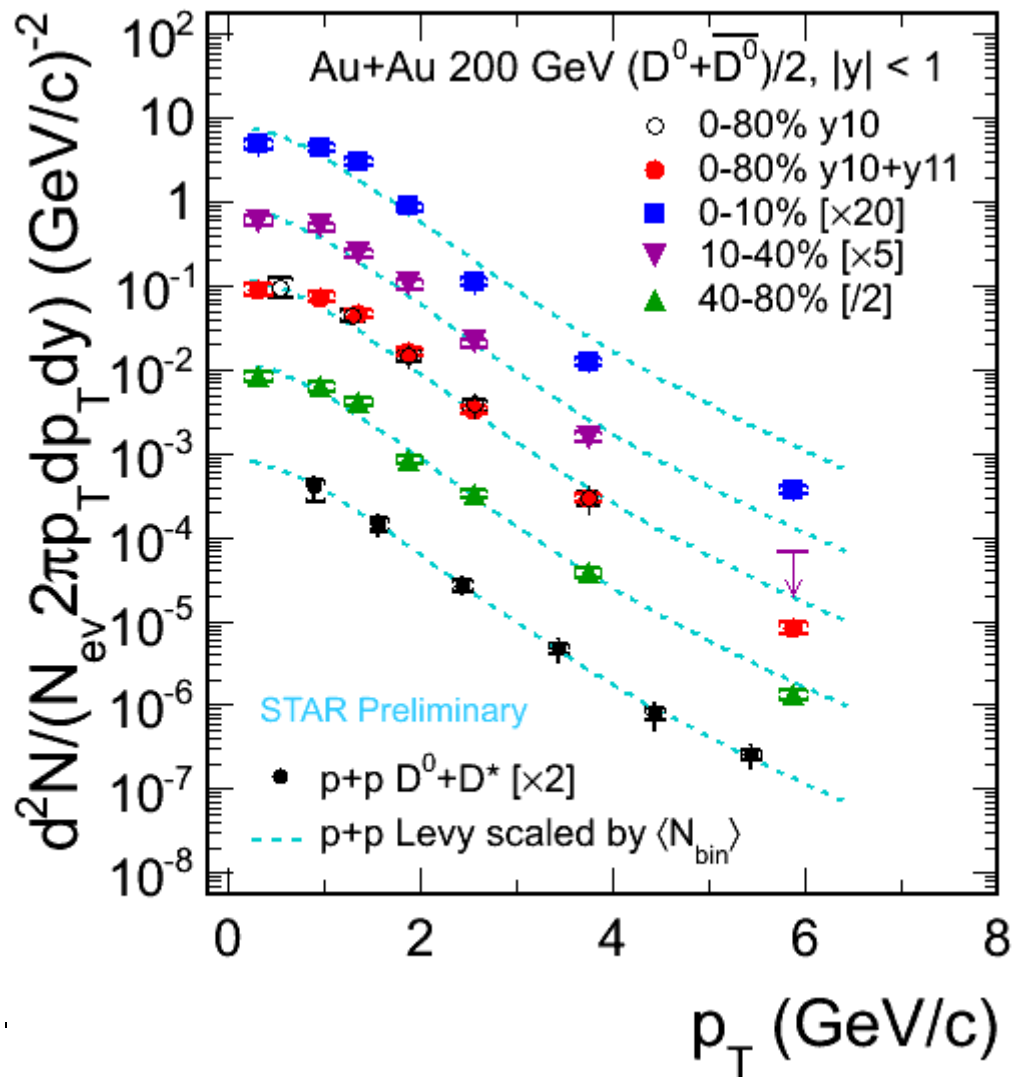 d²N/(N_ev 2πp_T dp_T dy) (GeV/c)⁻²
10²
10
1
10⁻¹
10⁻²
10⁻³
10⁻⁴
10⁻⁵
10⁻⁶
10⁻⁷
10⁻⁸
Au+Au 200 GeV (D⁰+D̅⁰)/2, |y| < 1
0-80% y10
0-80% y10+y11
0-10% [×20]
10-40% [×5]
40-80% [/2]
STAR Preliminary
p+p D⁰+D* [×2]
p+p Levy scaled by ⟨N_bin⟩
0 2 4 6 8
p_T (GeV/c)